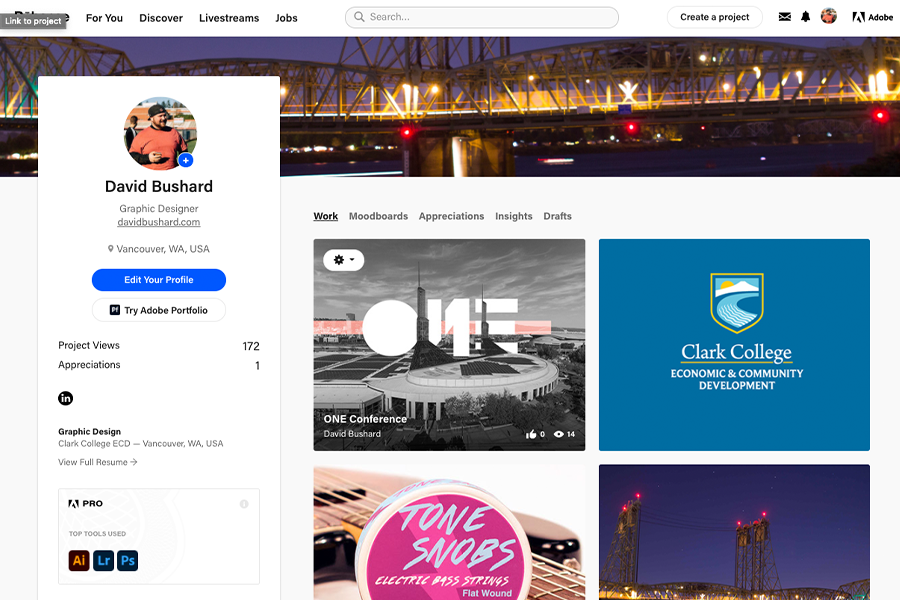 Link to project
For You
Discover
Livestreams
Jobs
Search...
Create a project
Adobe
David Bushard
Graphic Designer
davidbushard.com
Vancouver, WA, USA
Edit Your Profile
Pf Try Adobe Portfolio
Project Views 172
Appreciations 1
in
Graphic Design
Clark College ECD — Vancouver, WA, USA
View Full Resume →
PRO
TOP TOOLS USED
Ai Lr Ps
Work
Moodboards
Appreciations
Insights
Drafts
ONE
ONE Conference
David Bushard
0 14
Clark College
ECONOMIC & COMMUNITY
DEVELOPMENT
TONE
SNOBS
ELECTRIC BASS STRINGS
Flat Wound